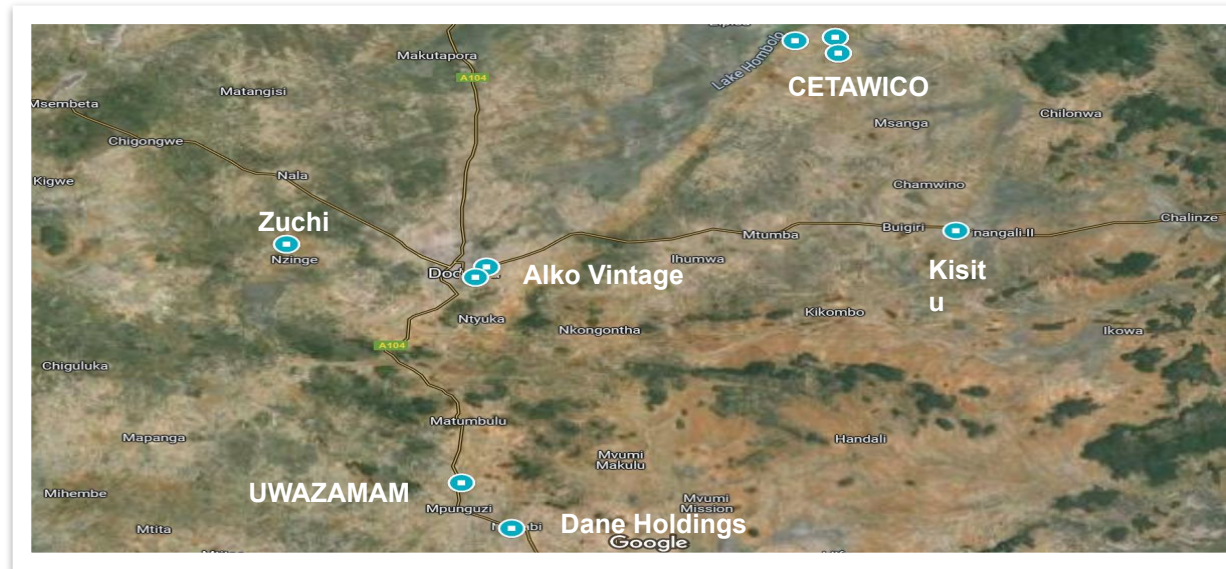 Makutapora
Lake Hombolo
A104
CETAWICO
Matangisi
Msembeta
Chilonwa
Msanga
Chigongwe
Nala
Kigwe
Chamwino
Zuchi
Chalinze
Buigiri
nangali II
Mtumba
Nzinge
Ihumwa
Alko Vintage
Kisit
u
Kikombo
Ntyuka
Nkongontha
Ikowa
A104
Chiguluka
Matumbulu
Mapanga
Handali
Mvumi
Makulu
UWAZAMAM
Mihembe
Mvumi
Mission
Mpunguzi
Mtita
Dane Holdings
Google